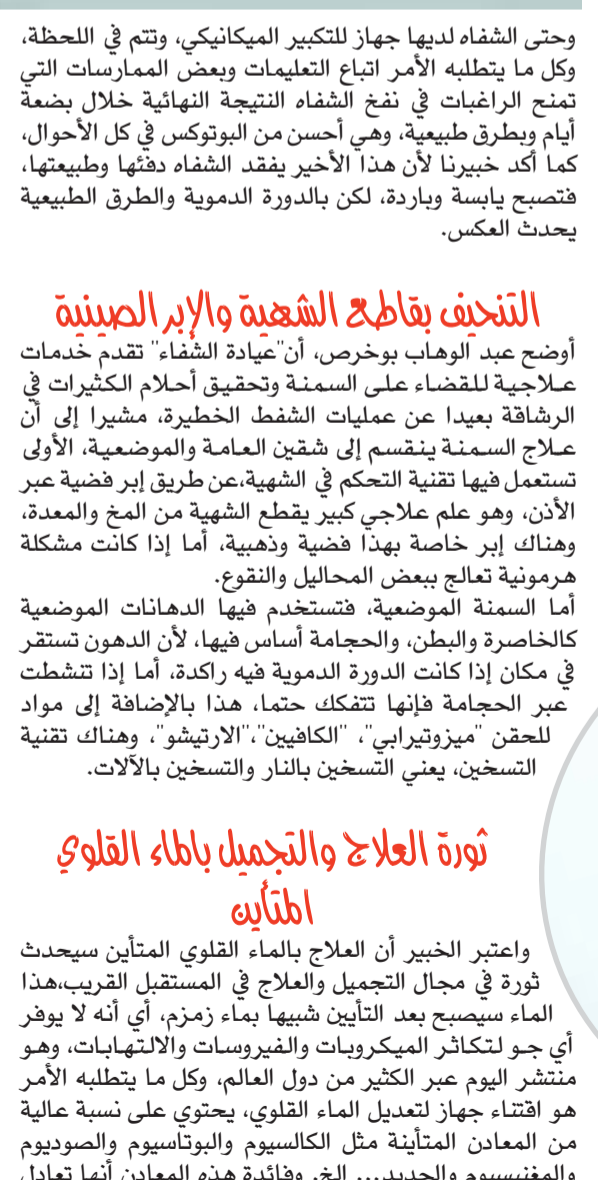 وحتى الشفاه لديها جهاز للتكبير الميكانيكي، وتتم في اللحظة،
وكل ما يتطلبه الأمر اتباع التعليمات وبعض الممارسات التي
تمنح الراغبات في نفخ الشفاه النتيجة النهائية خلال بضعة
أيام وبطرق طبيعية، وهي أحسن من البوتوكس في كل الأحوال،
كما أكد خبيرنا لأن هذا الأخير يفقد الشفاه دفئها وطبيعتها،
فتصبح يابسة وباردة، لكن بالدورة الدموية والطرق الطبيعية
يحدث العكس.
التنحيف بقاطع الشهية والإبر الصينية
أوضح عبد الوهاب بوخرص، أن"عيادة الشفاء" تقدم خدمات
علاجية للقضاء على السمنة وتحقيق أحلام الكثيرات في
الرشاقة بعيدا عن عمليات الشفط الخطيرة، مشيرا إلى أن
علاج السمنة ينقسم إلى شقين العامة والموضعية، الأولى
تستعمل فيها تقنية التحكم في الشهية،عن طريق إبر فضية عبر
الأذن، وهو علم علاجي كبير يقطع الشهية من المخ والمعدة،
وهناك إبر خاصة بهذا فضية وذهبية، أما إذا كانت مشكلة
هرمونية تعالج ببعض المحاليل والنقوع.
أما السمنة الموضعية، فتستخدم فيها الدهانات الموضعية
كالخاصرة والبطن، والحجامة أساس فيها، لأن الدهون تستقر
في مكان إذا كانت الدورة الدموية فيه راكدة، أما إذا تنشطت
عبر الحجامة فإنها تتفكك حتما، هذا بالإضافة إلى مواد
للحقن "ميزوتيرابي"، "الكافيين"،"الارتيشو"، وهناك تقنية
التسخين، يعني التسخين بالنار والتسخين بالآلات.
ثورة العلاج والتجميل بالماء القلوي
المتأين
واعتبر الخبير أن العلاج بالماء القلوي المتأين سيحدث
ثورة في مجال التجميل والعلاج في المستقبل القريب،هذا
الماء سيصبح بعد التأيين شبيها بماء زمزم، أي أنه لا يوفر
أي جو لتكاثر الميكروبات والفيروسات والالتهابات، وهو
منتشر اليوم عبر الكثير من دول العالم، وكل ما يتطلبه الأمر
هو اقتناء جهاز لتعديل الماء القلوي، يحتوي على نسبة عالية
من المعادن المتأينة مثل الكالسيوم والبوتاسيوم والصوديوم
والمغنيسيوم والحديد... الخ. وفائدة هذه المعادن أنها تعادل